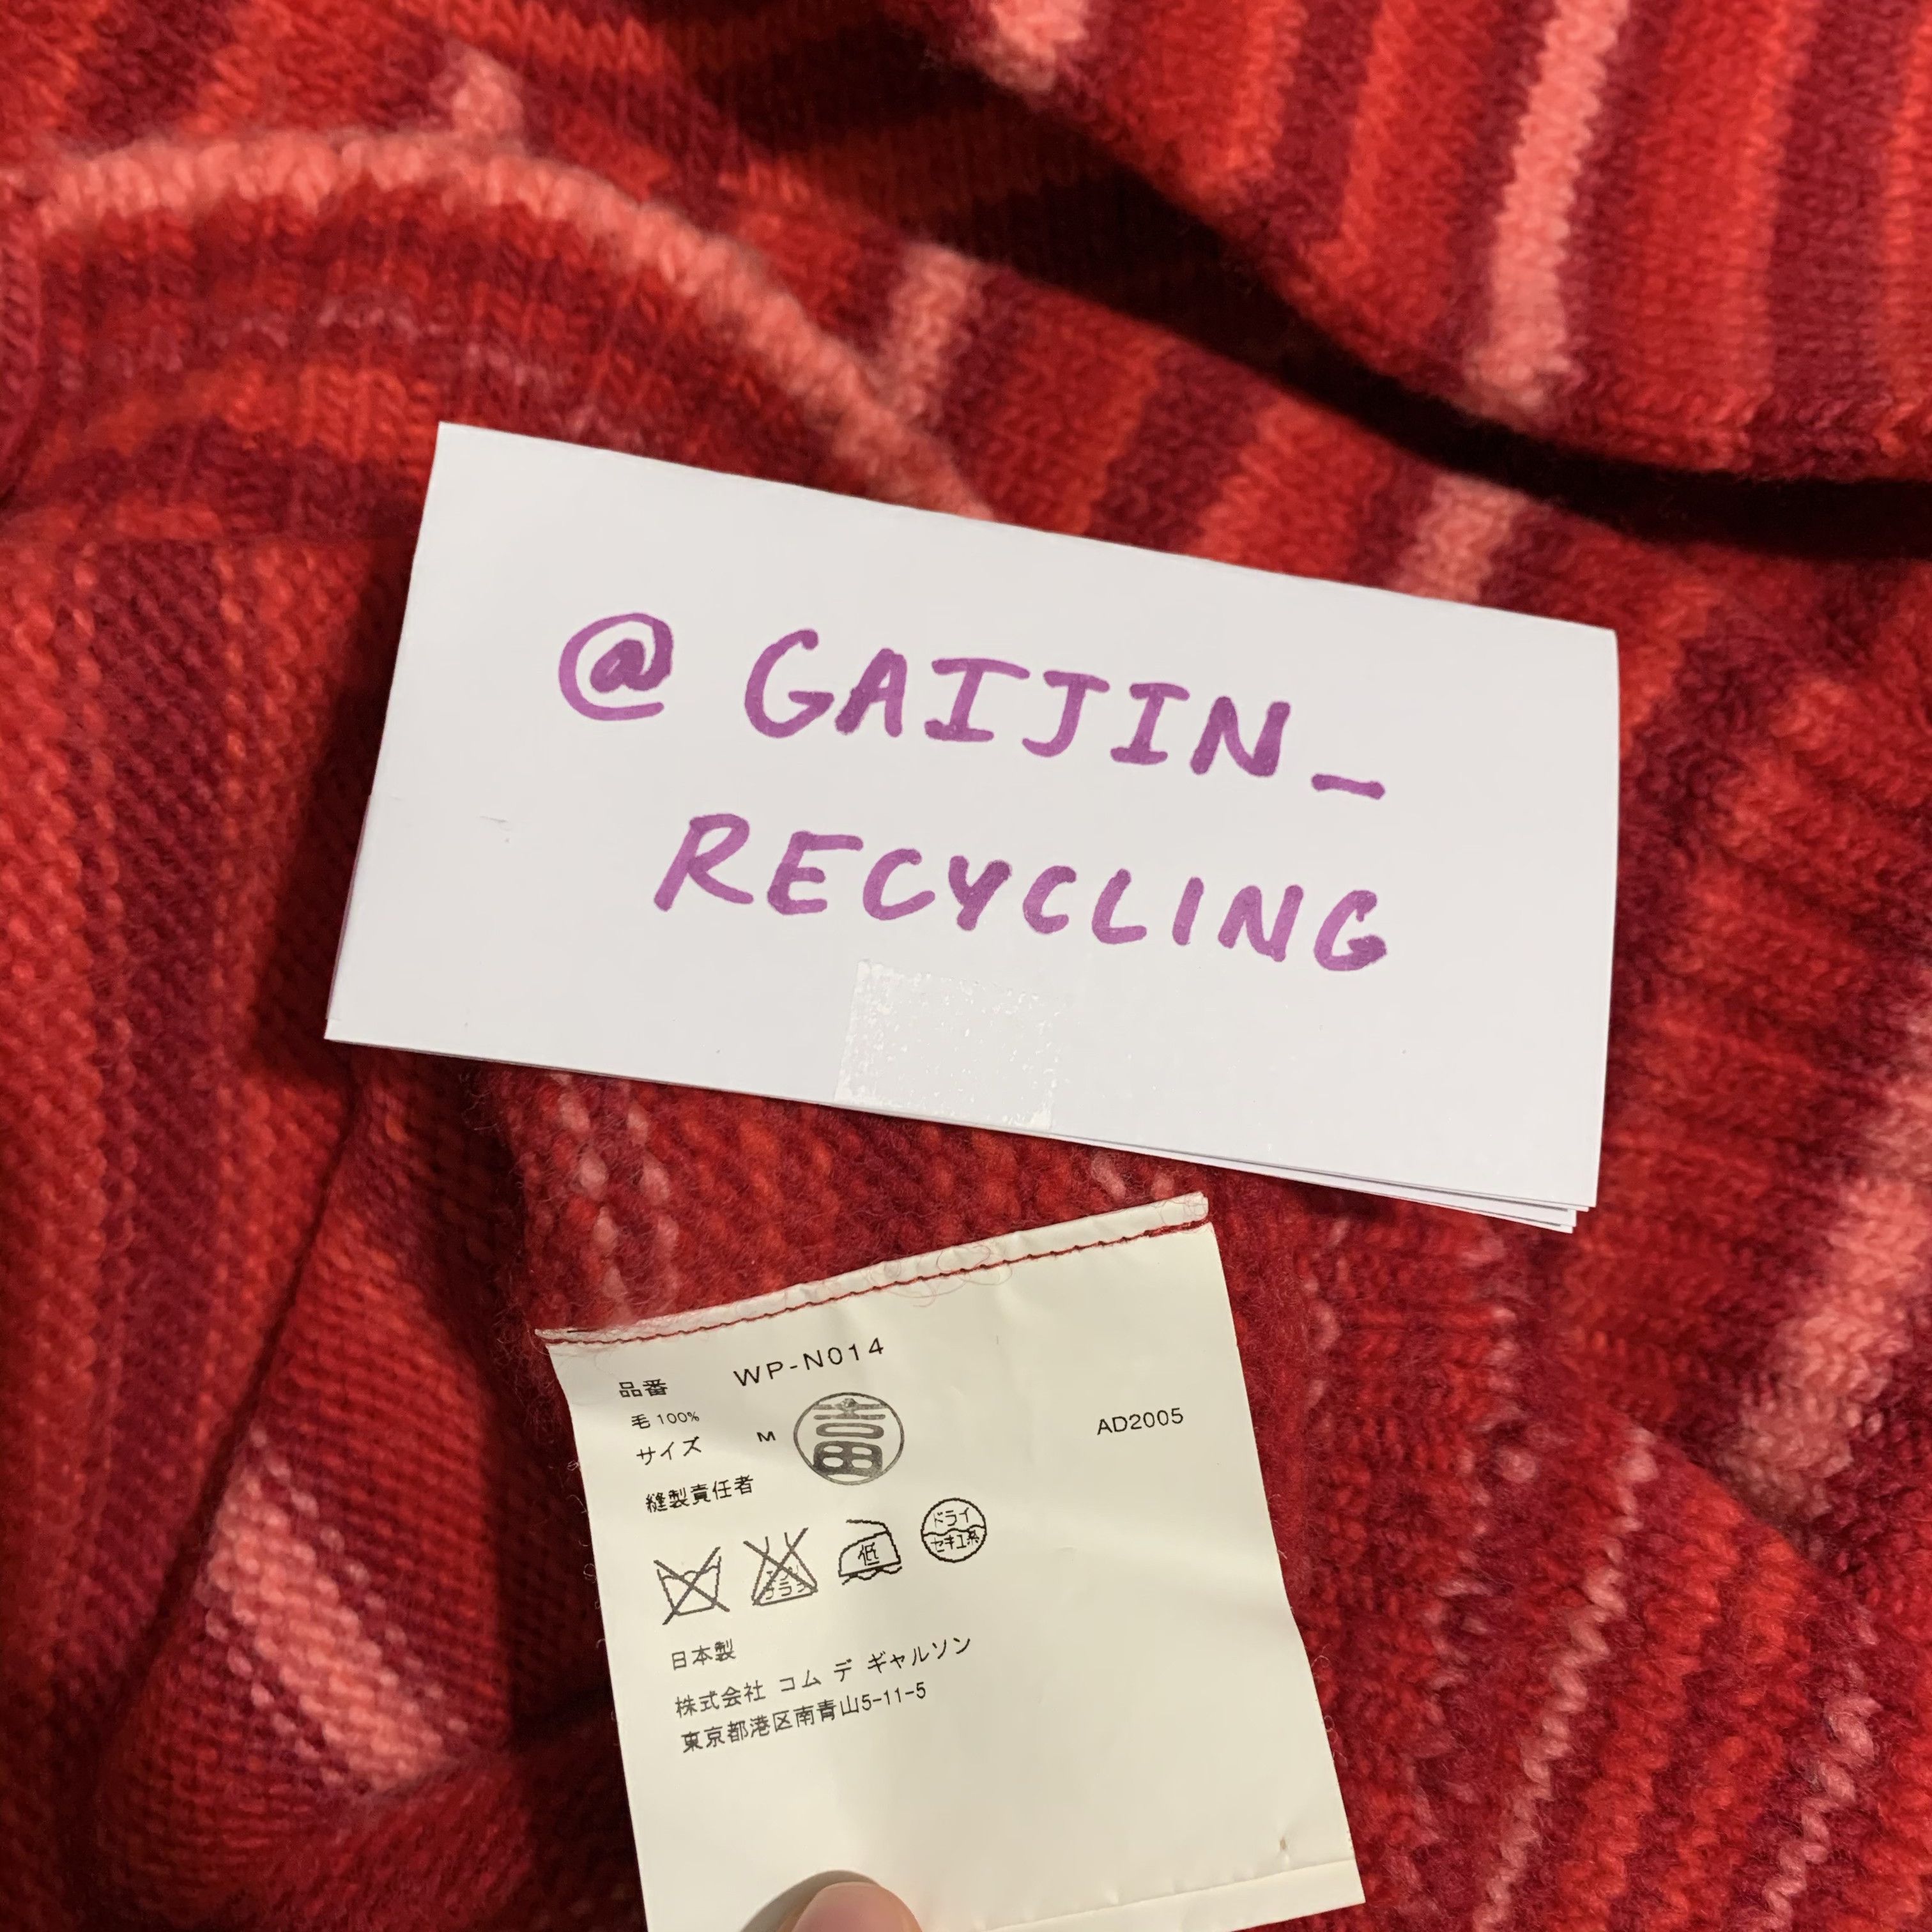 @ GAIJIN_
RECYCLING
品番 WP-N014
毛 100%
サイズ M
AD2005
縫製責任者
低
ドライ
セキユ系
日本製
株式会社 コム デ ギャルソン
東京都港区南青山5-11-5